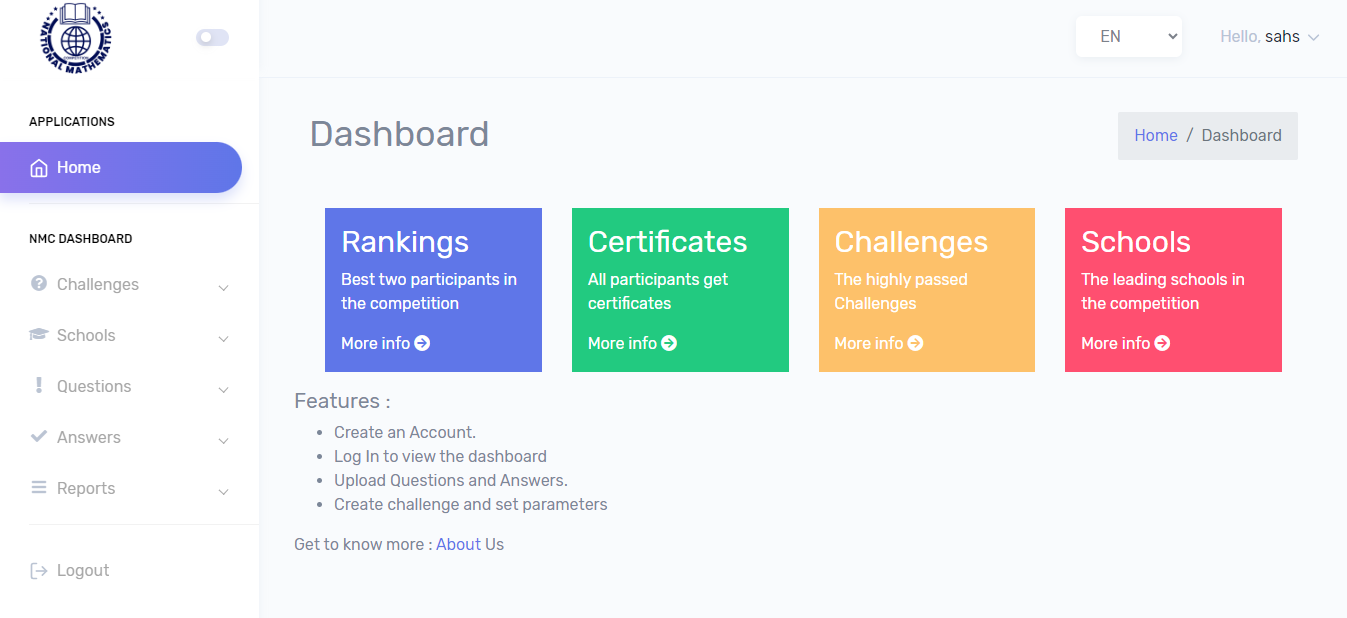 NATIONAL MATHEMATICS
COMPETITION
EN
Hello, sahs
APPLICATIONS
Home
NMC DASHBOARD
Challenges
Schools
Questions
Answers
Reports
Logout
Dashboard
Home / Dashboard
Rankings
Best two participants in
the competition
More info
Certificates
All participants get
certificates
More info
Challenges
The highly passed
Challenges
More info
Schools
The leading schools in
the competition
More info
Features :
• Create an Account.
• Log In to view the dashboard
• Upload Questions and Answers.
• Create challenge and set parameters
Get to know more : About Us